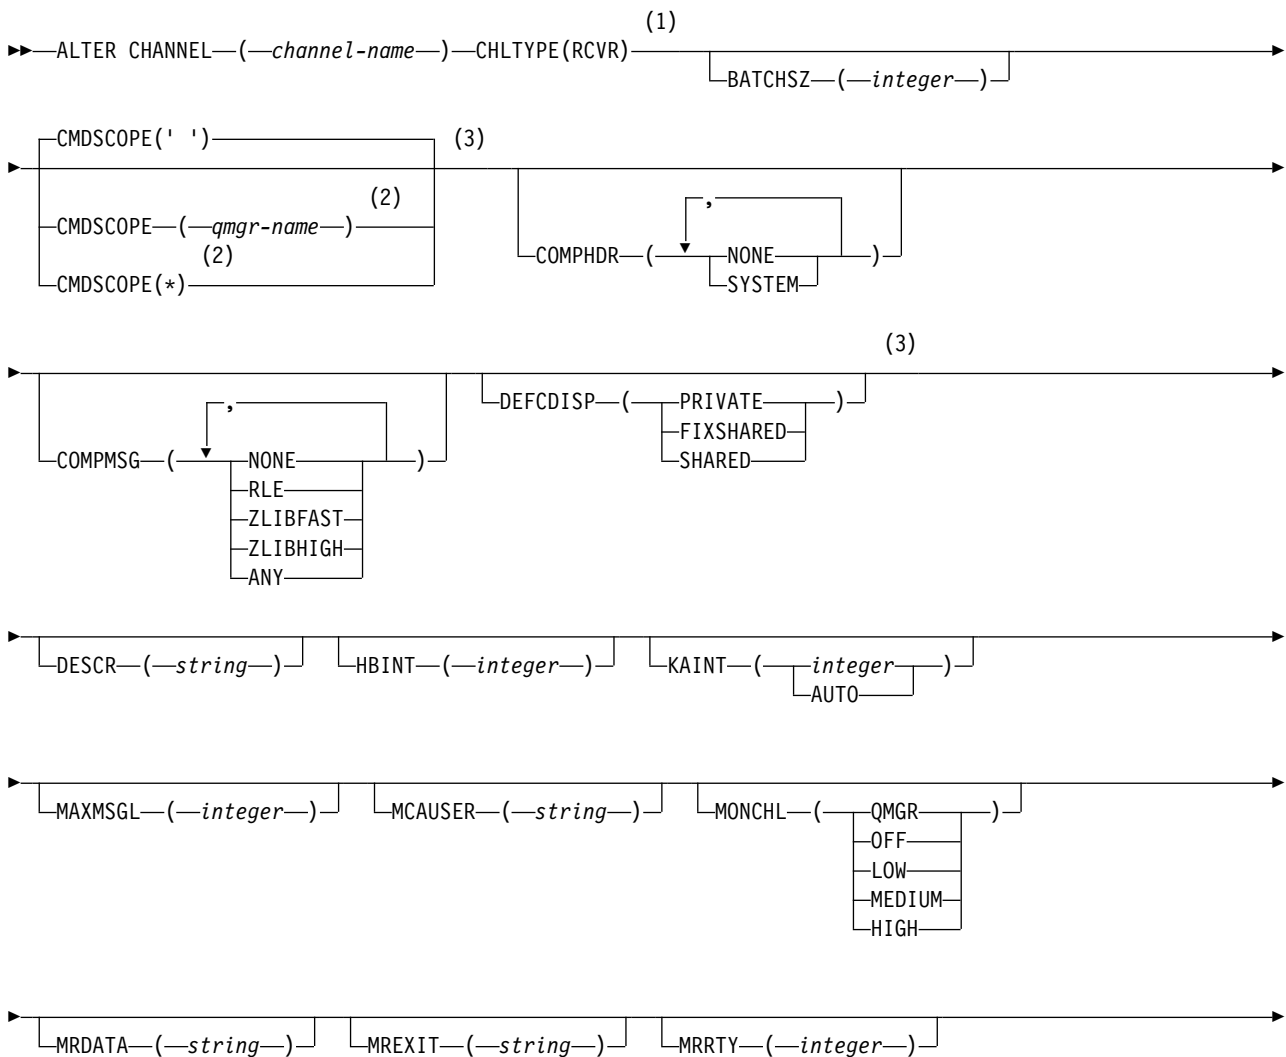 (1)
ALTER CHANNEL ( channel-name ) CHLTYPE(RCVR)
BATCHSZ ( integer )
CMDSCOPE(' ') (3)
(2)
CMDSCOPE ( qmgr-name )
(2)
CMDSCOPE(*)
,
COMPHDR ( NONE )
SYSTEM
(3)
,
COMPMSG ( NONE )
RLE
ZLIBFAST
ZLIBHIGH
ANY
DEFCDISP ( PRIVATE )
FIXSHARED
SHARED
DESCR ( string ) HBINT ( integer ) KAINT ( integer )
AUTO
MAXMSGL ( integer ) MCAUSER ( string ) MONCHL ( QMGR )
OFF
LOW
MEDIUM
HIGH
MRDATA ( string ) MREXIT ( string ) MRRTY ( integer )